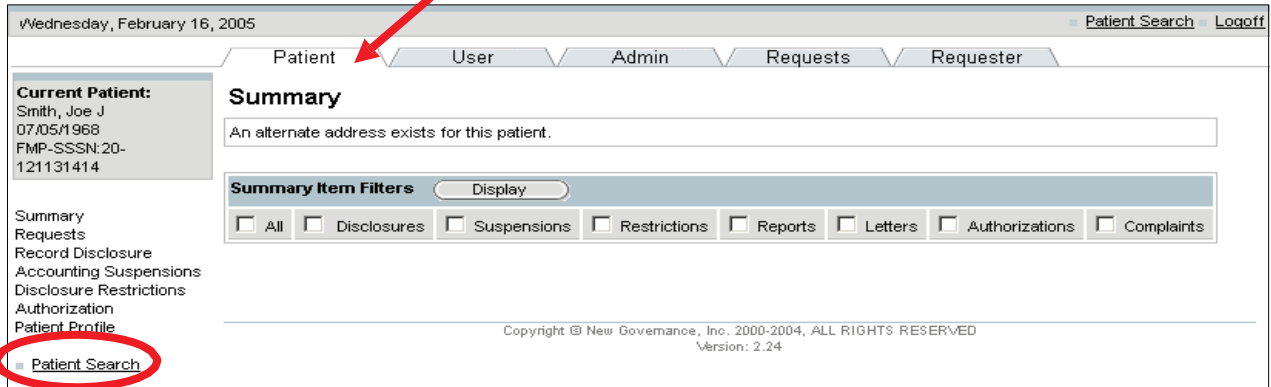 Wednesday, February 16, 2005
Patient Search Logoff
Patient User Admin Requests Requester
Current Patient:
Smith, Joe J
07/05/1968
FMP-SSSN:20-
121131414
Summary
An alternate address exists for this patient.
Summary Item Filters Display
All Disclosures Suspensions Restrictions Reports Letters Authorizations Complaints
Summary
Requests
Record Disclosure
Accounting Suspensions
Disclosure Restrictions
Authorization
Patient Profile
Patient Search
Copyright © New Governance, Inc. 2000-2004, ALL RIGHTS RESERVED
Version: 2.24